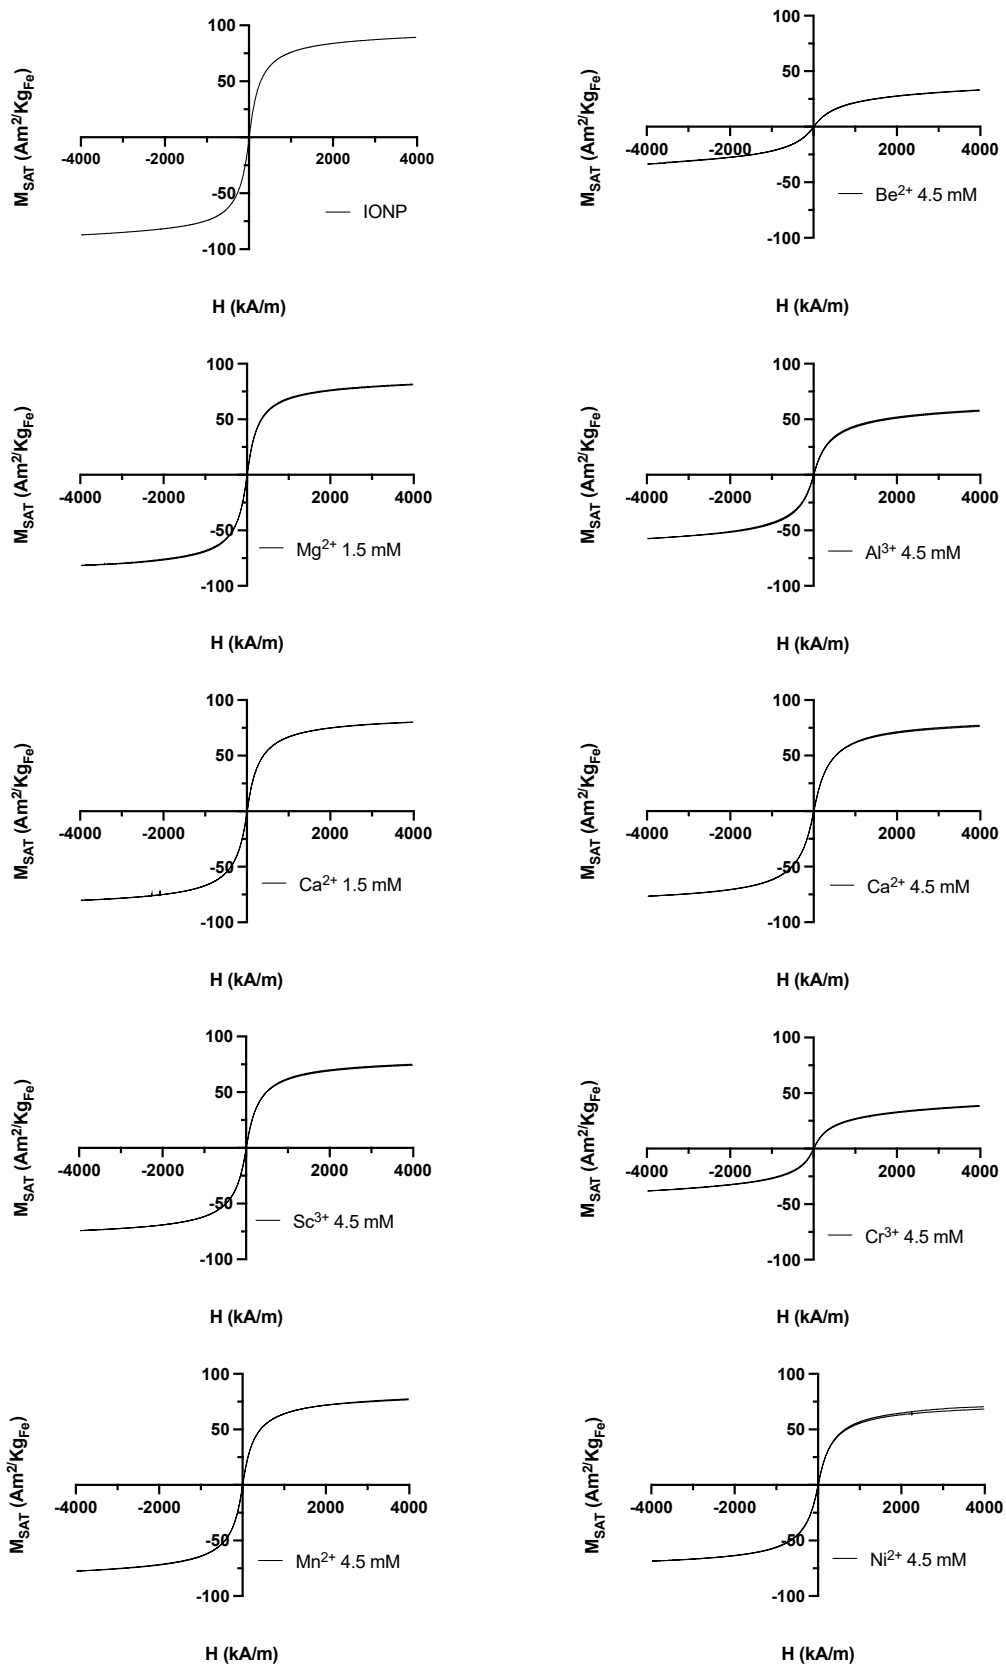 100
50
-4000 -2000 2000 4000
-50
-100
M_SAT (Am²/Kg_Fe)
IONP
H (kA/m)
100
50
-4000 -2000 2000 4000
-50
-100
M_SAT (Am²/Kg_Fe)
Be²⁺ 4.5 mM
H (kA/m)
100
50
-4000 -2000 2000 4000
-50
-100
M_SAT (Am²/Kg_Fe)
Mg²⁺ 1.5 mM
H (kA/m)
100
50
-4000 -2000 2000 4000
-50
-100
M_SAT (Am²/Kg_Fe)
Al³⁺ 4.5 mM
H (kA/m)
100
50
-4000 -2000 2000 4000
-50
-100
M_SAT (Am²/Kg_Fe)
Ca²⁺ 1.5 mM
H (kA/m)
100
50
-4000 -2000 2000 4000
-50
-100
M_SAT (Am²/Kg_Fe)
Ca²⁺ 4.5 mM
H (kA/m)
100
50
-4000 -2000 2000 4000
-50
-100
M_SAT (Am²/Kg_Fe)
Sc³⁺ 4.5 mM
H (kA/m)
100
50
-4000 -2000 2000 4000
-50
-100
M_SAT (Am²/Kg_Fe)
Cr³⁺ 4.5 mM
H (kA/m)
100
50
-4000 -2000 2000 4000
-50
-100
M_SAT (Am²/Kg_Fe)
Mn²⁺ 4.5 mM
H (kA/m)
100
50
-4000 -2000 2000 4000
-50
-100
M_SAT (Am²/Kg_Fe)
Ni²⁺ 4.5 mM
H (kA/m)